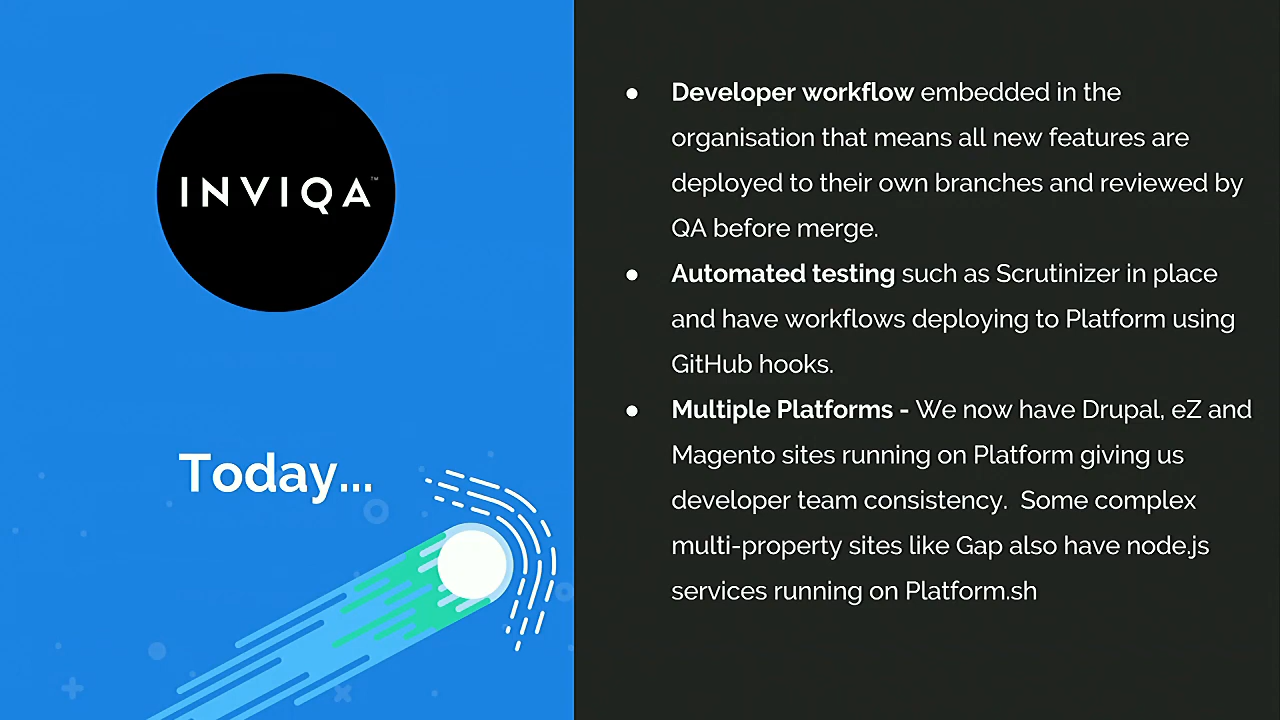 INVIQA™
Today...
● Developer workflow embedded in the
organisation that means all new features are
deployed to their own branches and reviewed by
QA before merge.
● Automated testing such as Scrutinizer in place
and have workflows deploying to Platform using
GitHub hooks.
● Multiple Platforms - We now have Drupal, eZ and
Magento sites running on Platform giving us
developer team consistency.  Some complex
multi-property sites like Gap also have node.js
services running on Platform.sh